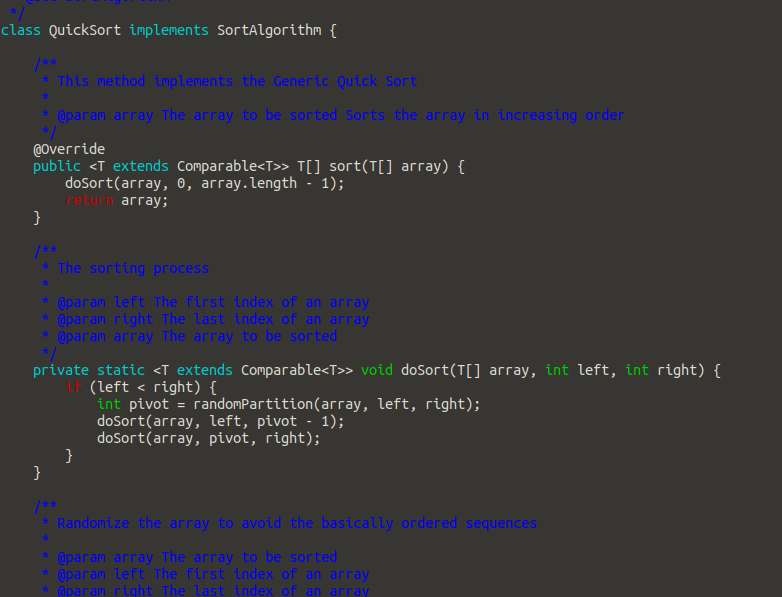 */
class QuickSort implements SortAlgorithm {
/**
* This method implements the Generic Quick Sort
*
* @param array The array to be sorted Sorts the array in increasing order
*/
@Override
public <T extends Comparable<T>> T[] sort(T[] array) {
doSort(array, 0, array.length - 1);
return array;
}
/**
* The sorting process
*
* @param left The first index of an array
* @param right The last index of an array
* @param array The array to be sorted
*/
private static <T extends Comparable<T>> void doSort(T[] array, int left, int right) {
if (left < right) {
int pivot = randomPartition(array, left, right);
doSort(array, left, pivot - 1);
doSort(array, pivot, right);
}
}
/**
* Randomize the array to avoid the basically ordered sequences
*
* @param array The array to be sorted
* @param left The first index of an array
* @param right The last index of an array